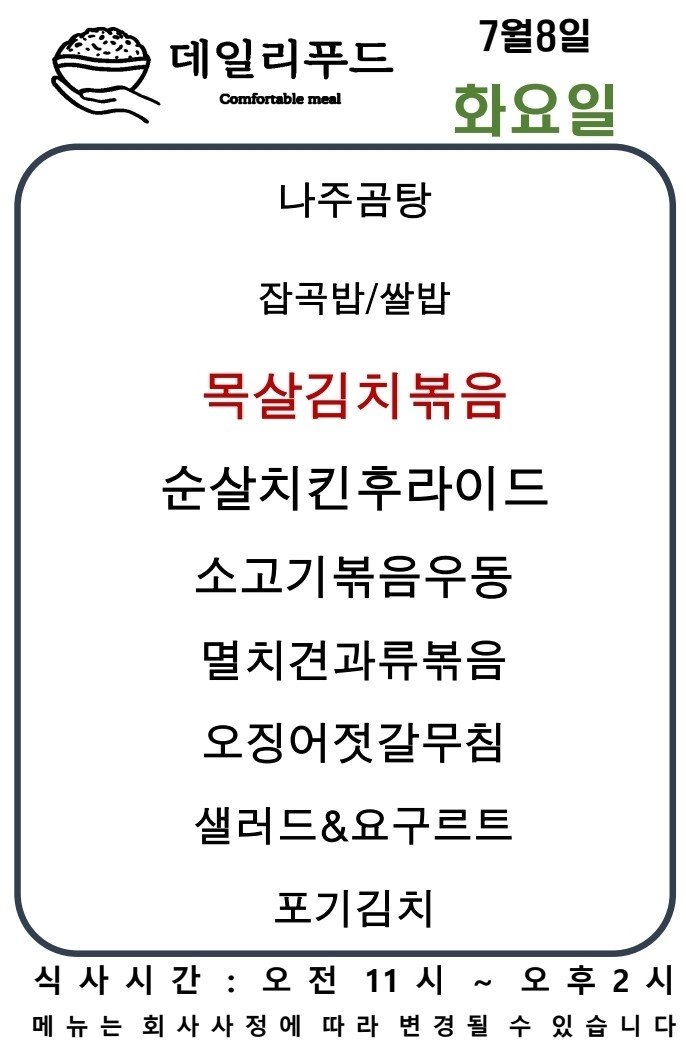 데일리푸드
Comfortable meal
7월8일
화요일
나주곰탕
잡곡밥/쌀밥
목살김치볶음
순살치킨후라이드
소고기볶음우동
멸치견과류볶음
오징어젓갈무침
샐러드&요구르트
포기김치
식사시간 : 오전 11시 ~ 오후2시
메뉴는 회사사정에 따라 변경될 수 있습니다